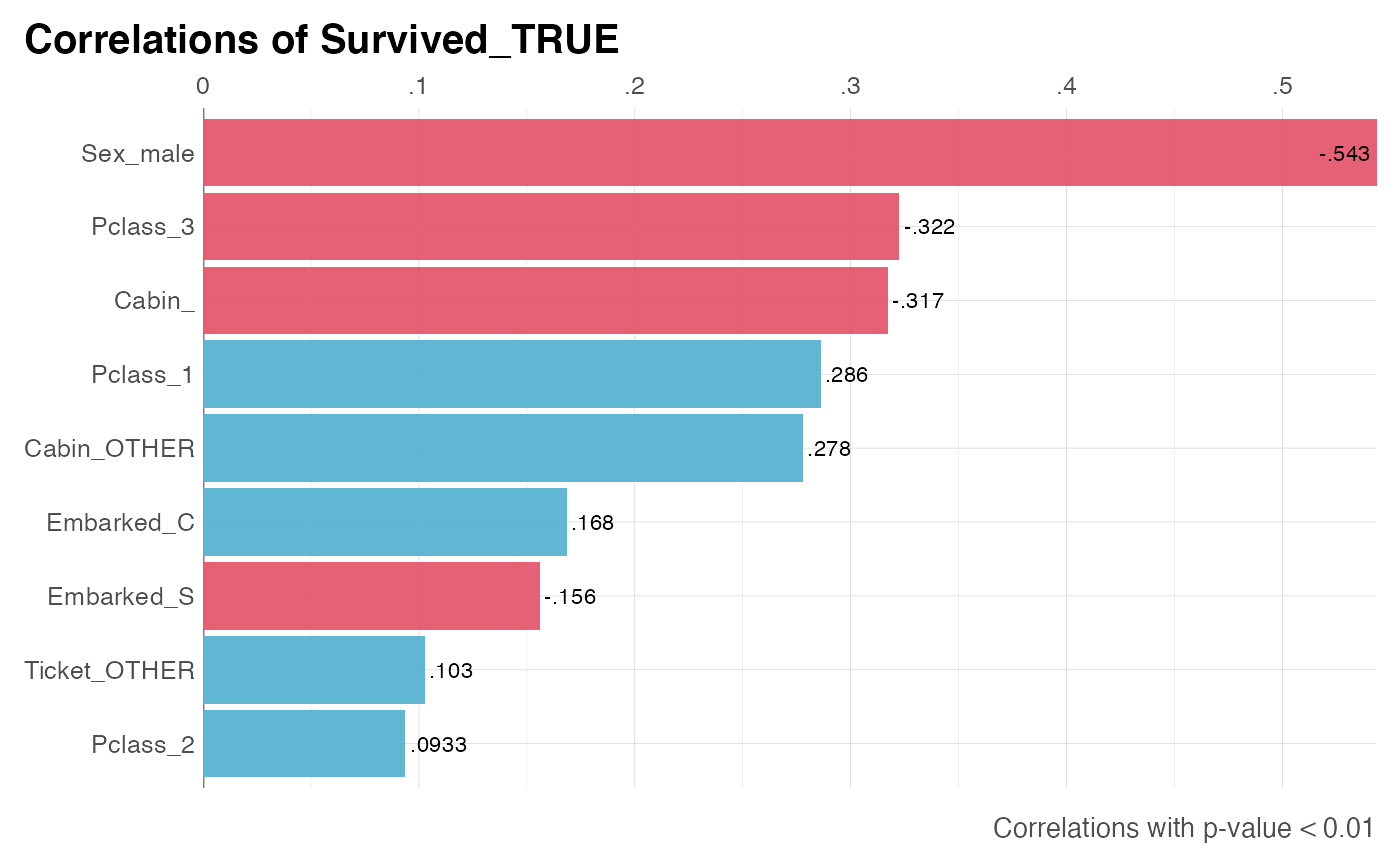 Correlations of Survived_TRUE
0 .1 .2 .3 .4 .5
Sex_male -.543
Pclass_3 -.322
Cabin_ -.317
Pclass_1 .286
Cabin_OTHER .278
Embarked_C .168
Embarked_S -.156
Ticket_OTHER .103
Pclass_2 .0933
Correlations with p-value < 0.01